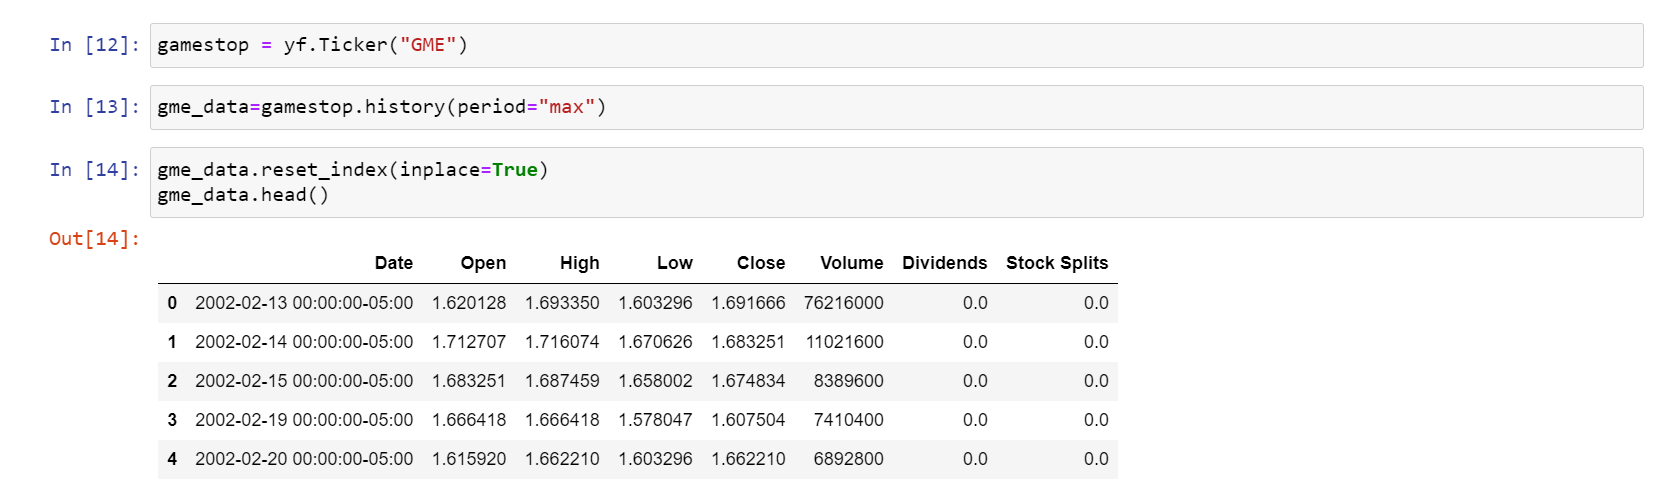 In [12]: gamestop = yf.Ticker("GME")
In [13]: gme_data=gamestop.history(period="max")
In [14]: gme_data.reset_index(inplace=True)
gme_data.head()
Out[14]:
Date Open High Low Close Volume Dividends Stock Splits
0 2002-02-13 00:00:00-05:00 1.620128 1.693350 1.603296 1.691666 76216000 0.0 0.0
1 2002-02-14 00:00:00-05:00 1.712707 1.716074 1.670626 1.683251 11021600 0.0 0.0
2 2002-02-15 00:00:00-05:00 1.683251 1.687459 1.658002 1.674834 8389600 0.0 0.0
3 2002-02-19 00:00:00-05:00 1.666418 1.666418 1.578047 1.607504 7410400 0.0 0.0
4 2002-02-20 00:00:00-05:00 1.615920 1.662210 1.603296 1.662210 6892800 0.0 0.0